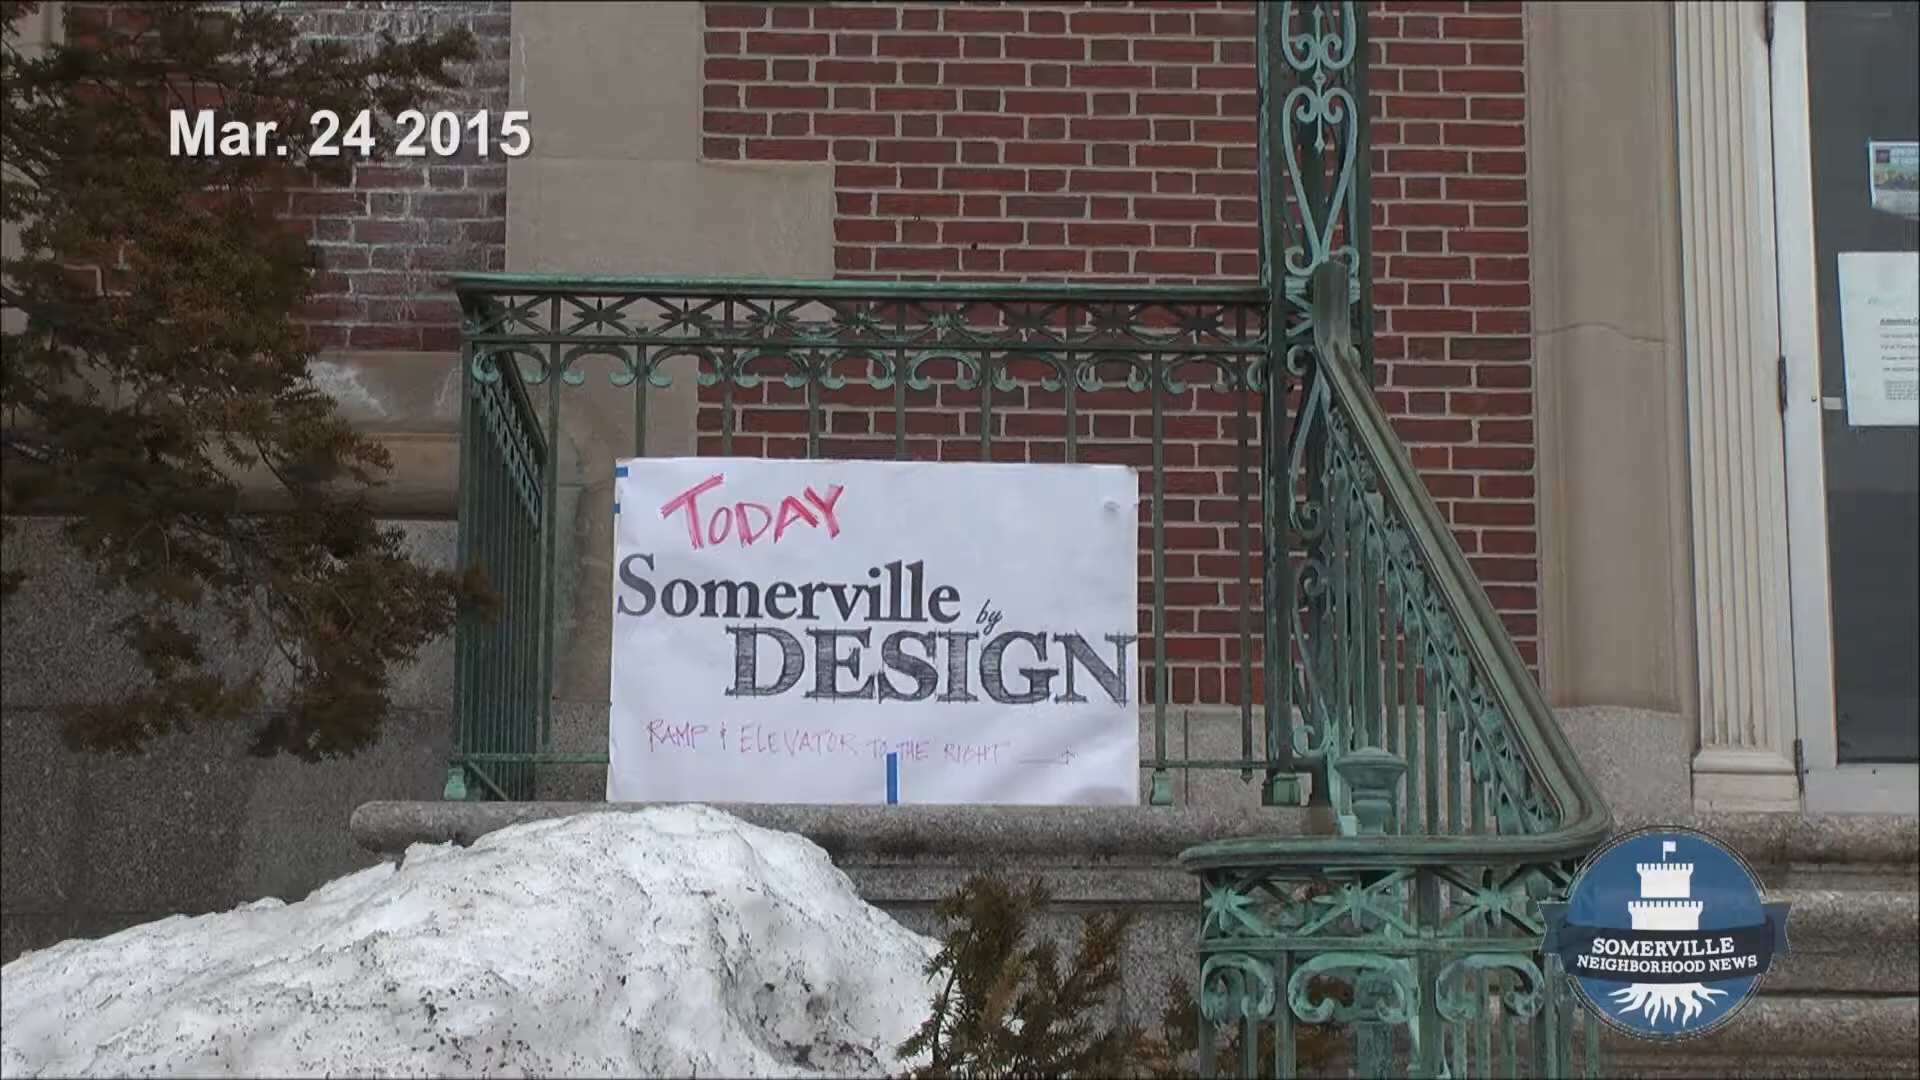 Mar. 24 2015
TODAY
Somerville by
DESIGN
RAMP & ELEVATOR TO THE RIGHT →
SOMERVILLE
NEIGHBORHOOD NEWS